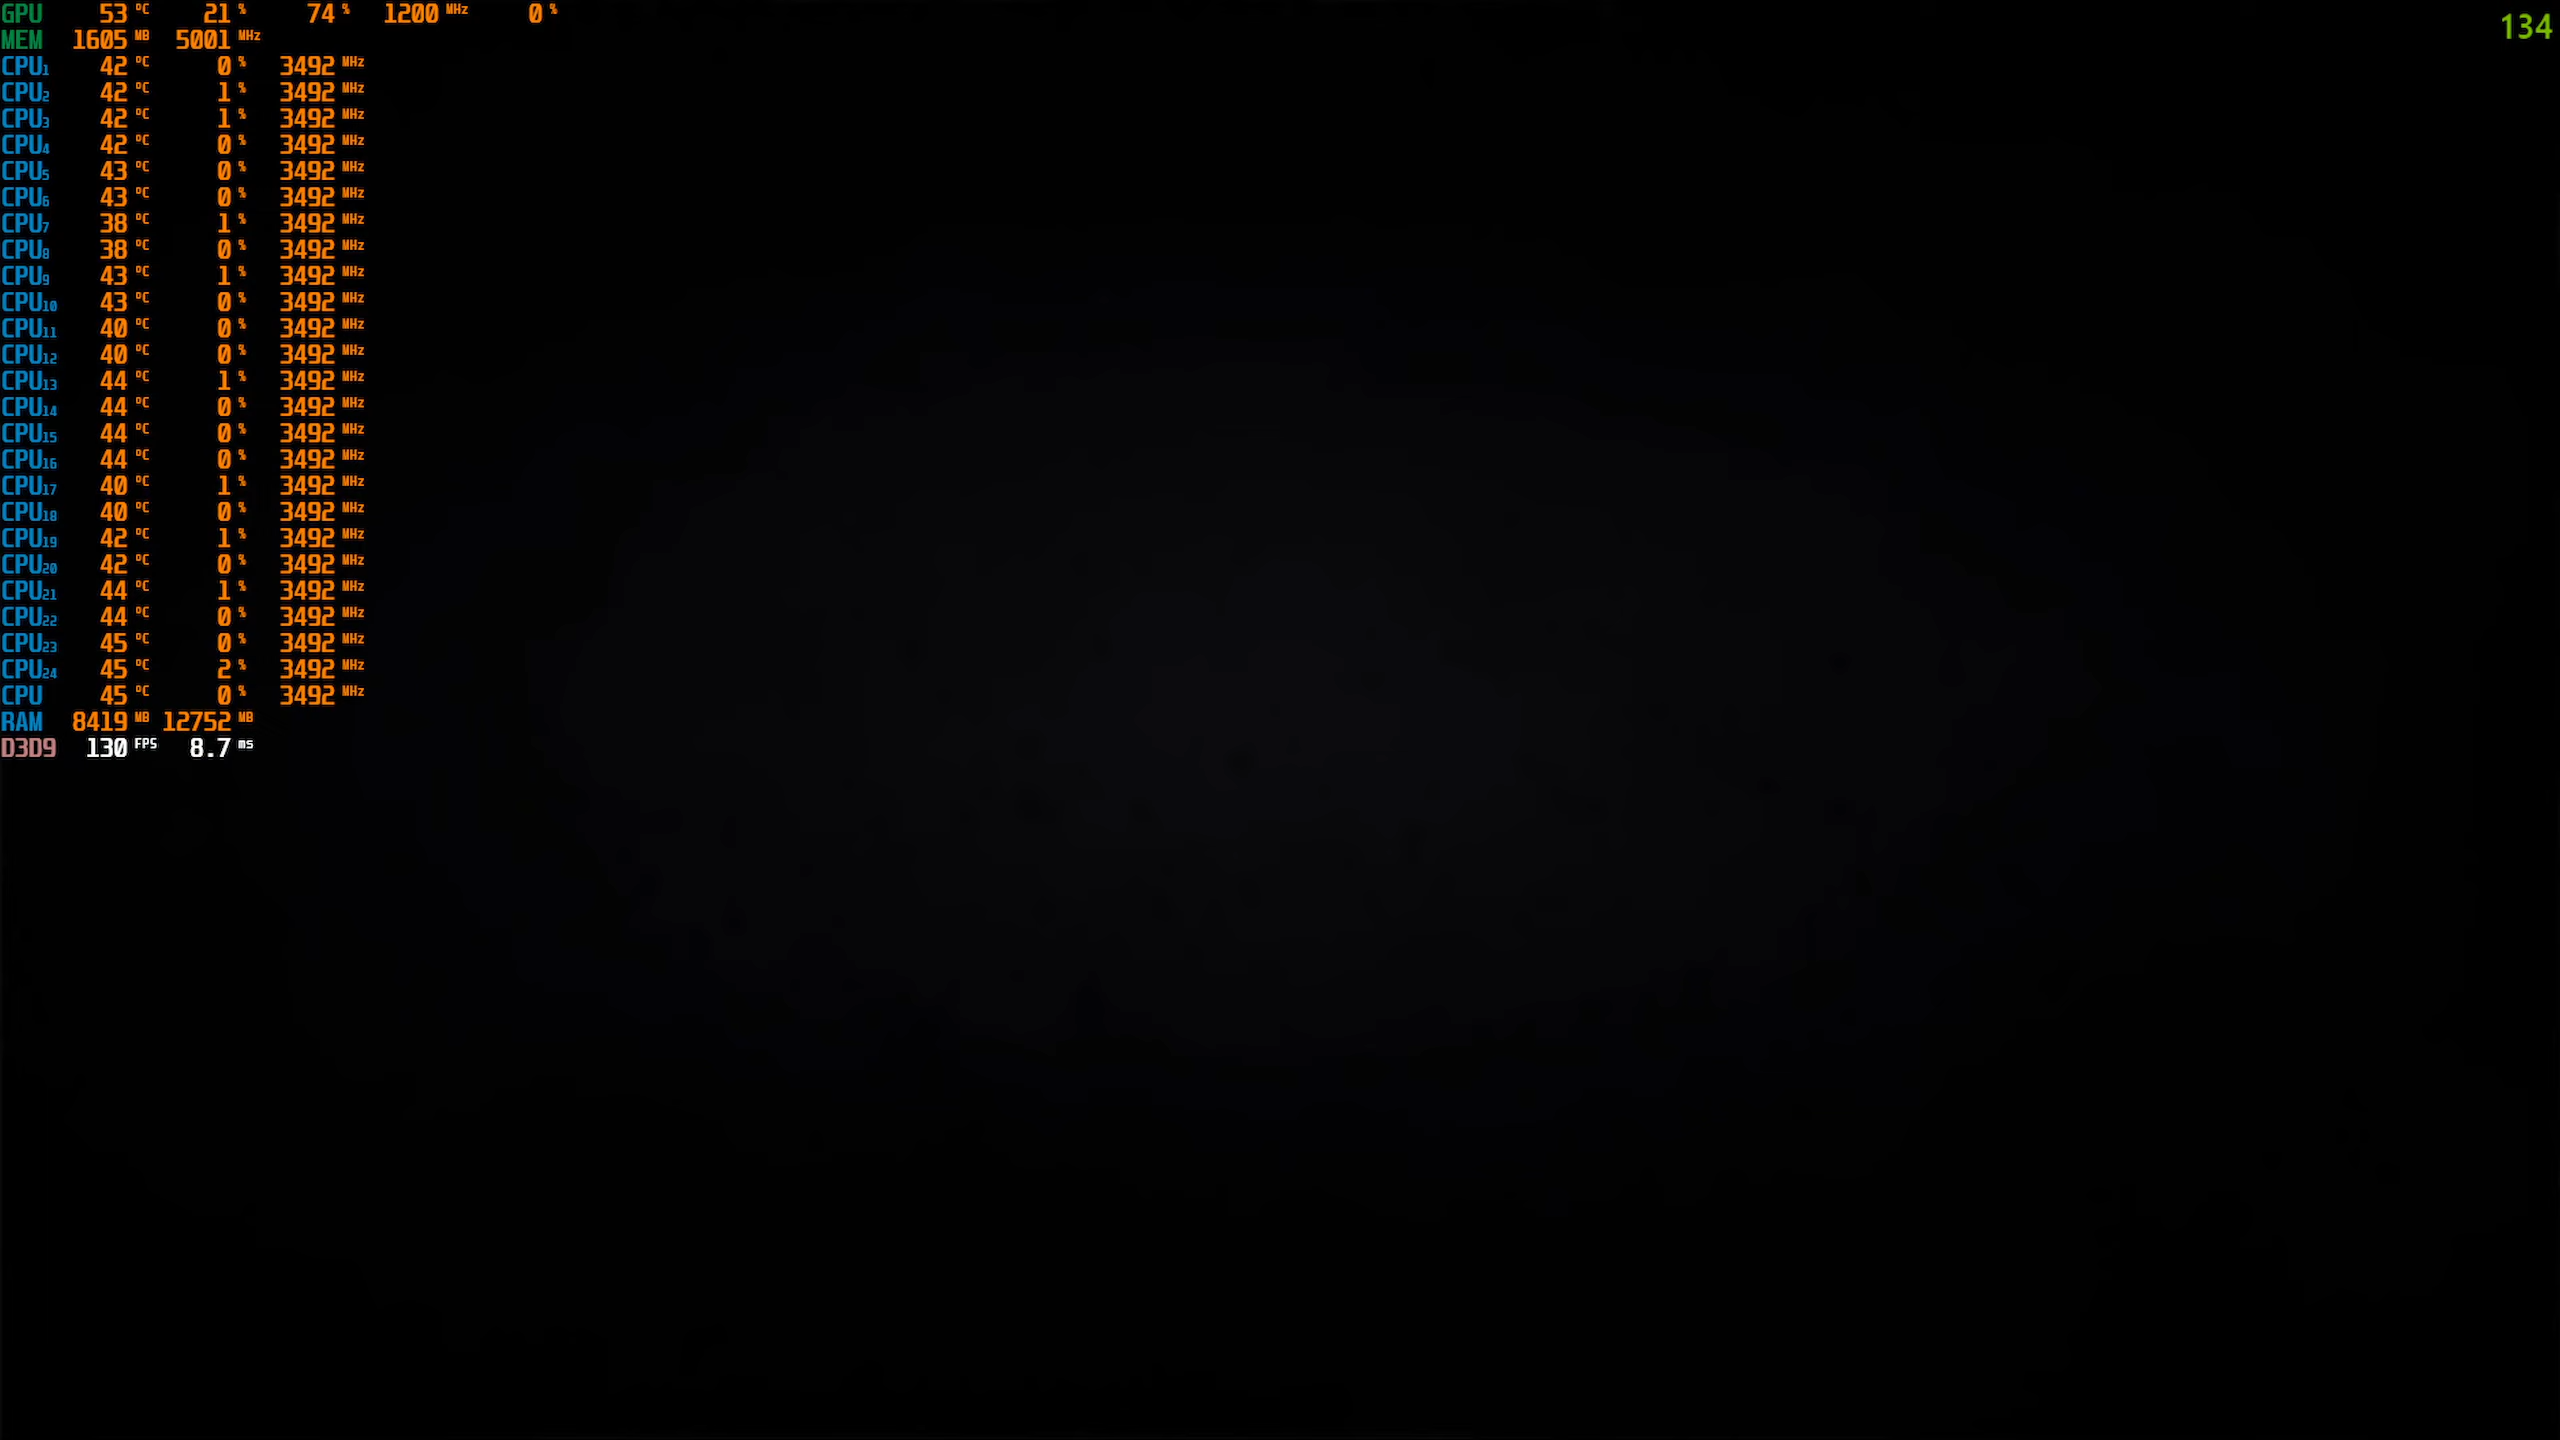 GPU 53 °C 21 % 74 % 1200 MHz 0 % 134
MEM 1605 MB 5001 MHz
CPU1 42 °C 0 % 3492 MHz
CPU2 42 °C 1 % 3492 MHz
CPU3 42 °C 1 % 3492 MHz
CPU4 42 °C 0 % 3492 MHz
CPU5 43 °C 0 % 3492 MHz
CPU6 43 °C 0 % 3492 MHz
CPU7 38 °C 1 % 3492 MHz
CPU8 38 °C 0 % 3492 MHz
CPU9 43 °C 1 % 3492 MHz
CPU10 43 °C 0 % 3492 MHz
CPU11 40 °C 0 % 3492 MHz
CPU12 40 °C 0 % 3492 MHz
CPU13 44 °C 1 % 3492 MHz
CPU14 44 °C 0 % 3492 MHz
CPU15 44 °C 0 % 3492 MHz
CPU16 44 °C 0 % 3492 MHz
CPU17 40 °C 1 % 3492 MHz
CPU18 40 °C 0 % 3492 MHz
CPU19 42 °C 1 % 3492 MHz
CPU20 42 °C 0 % 3492 MHz
CPU21 44 °C 1 % 3492 MHz
CPU22 44 °C 0 % 3492 MHz
CPU23 45 °C 0 % 3492 MHz
CPU24 45 °C 2 % 3492 MHz
CPU 45 °C 0 % 3492 MHz
RAM 8419 MB 12752 MB
D3D9 130 FPS 8.7 ms